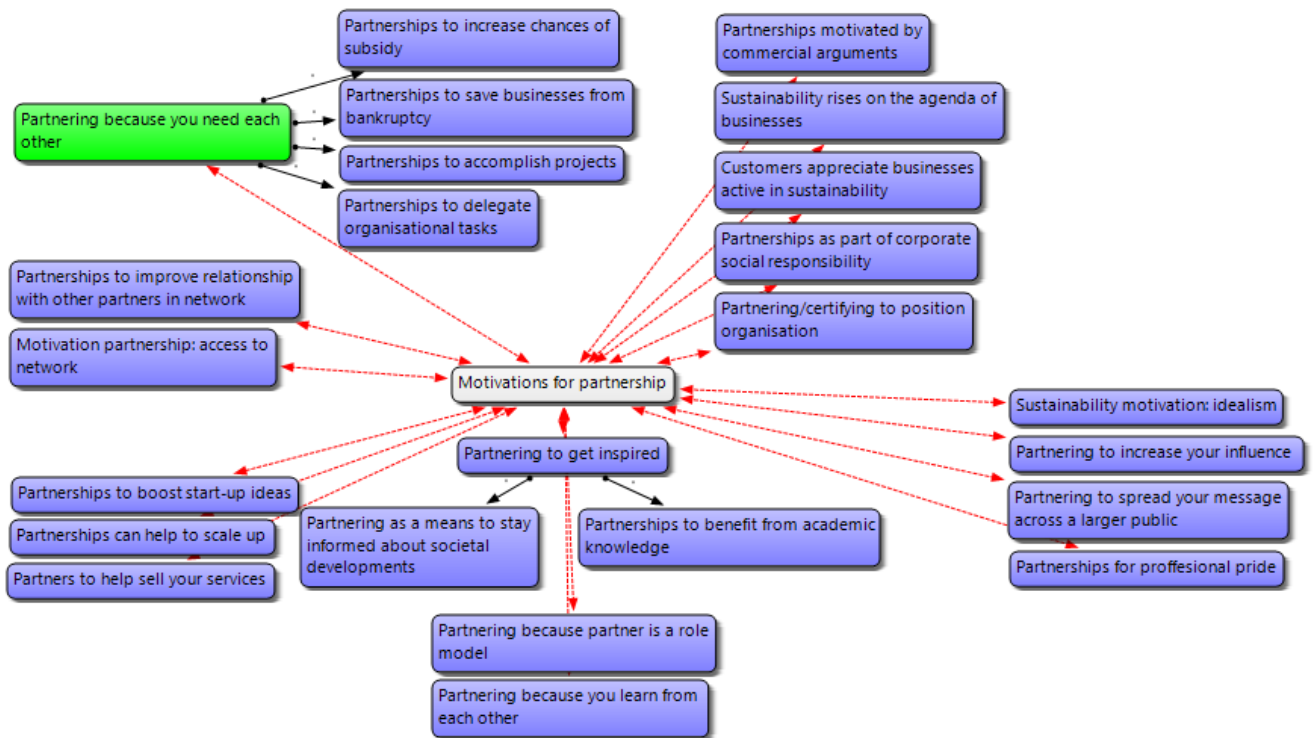 Partnerships to increase chances of
subsidy
Partnerships to save businesses from
bankruptcy
Partnering because you need each
other
Partnerships to accomplish projects
Partnerships to delegate
organisational tasks
Partnerships motivated by
commercial arguments
Sustainability rises on the agenda of
businesses
Customers appreciate businesses
active in sustainability
Partnerships as part of corporate
social responsibility
Partnering/certifying to position
organisation
Partnerships to improve relationship
with other partners in network
Motivation partnership: access to
network
Motivations for partnership
Sustainability motivation: idealism
Partnering to increase your influence
Partnering to spread your message
across a larger public
Partnerships for proffesional pride
Partnering to get inspired
Partnerships to boost start-up ideas
Partnerships can help to scale up
Partners to help sell your services
Partnering as a means to stay
informed about societal
developments
Partnerships to benefit from academic
knowledge
Partnering because partner is a role
model
Partnering because you learn from
each other